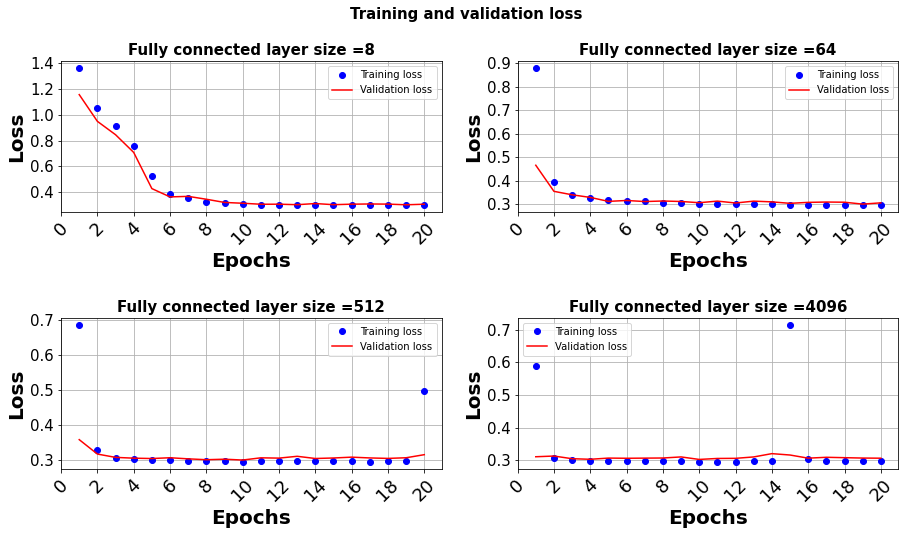 Training and validation loss
Fully connected layer size =8
Loss
1.4
1.2
1.0
0.8
0.6
0.4
Training loss
Validation loss
0 2 4 6 8 10 12 14 16 18 20
Epochs
Fully connected layer size =64
Loss
0.9
0.8
0.7
0.6
0.5
0.4
0.3
Training loss
Validation loss
0 2 4 6 8 10 12 14 16 18 20
Epochs
Fully connected layer size =512
Loss
0.7
0.6
0.5
0.4
0.3
Training loss
Validation loss
0 2 4 6 8 10 12 14 16 18 20
Epochs
Fully connected layer size =4096
Loss
0.7
0.6
0.5
0.4
0.3
Training loss
Validation loss
0 2 4 6 8 10 12 14 16 18 20
Epochs